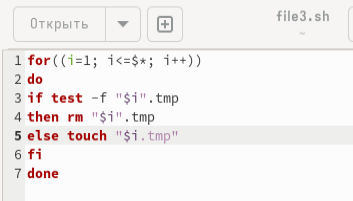 Открыть
file3.sh
~
1 for((i=1; i<=$*; i++))
2 do
3 if test -f "$i".tmp
4 then rm "$i".tmp
5 else touch "$i.tmp"
6 fi
7 done